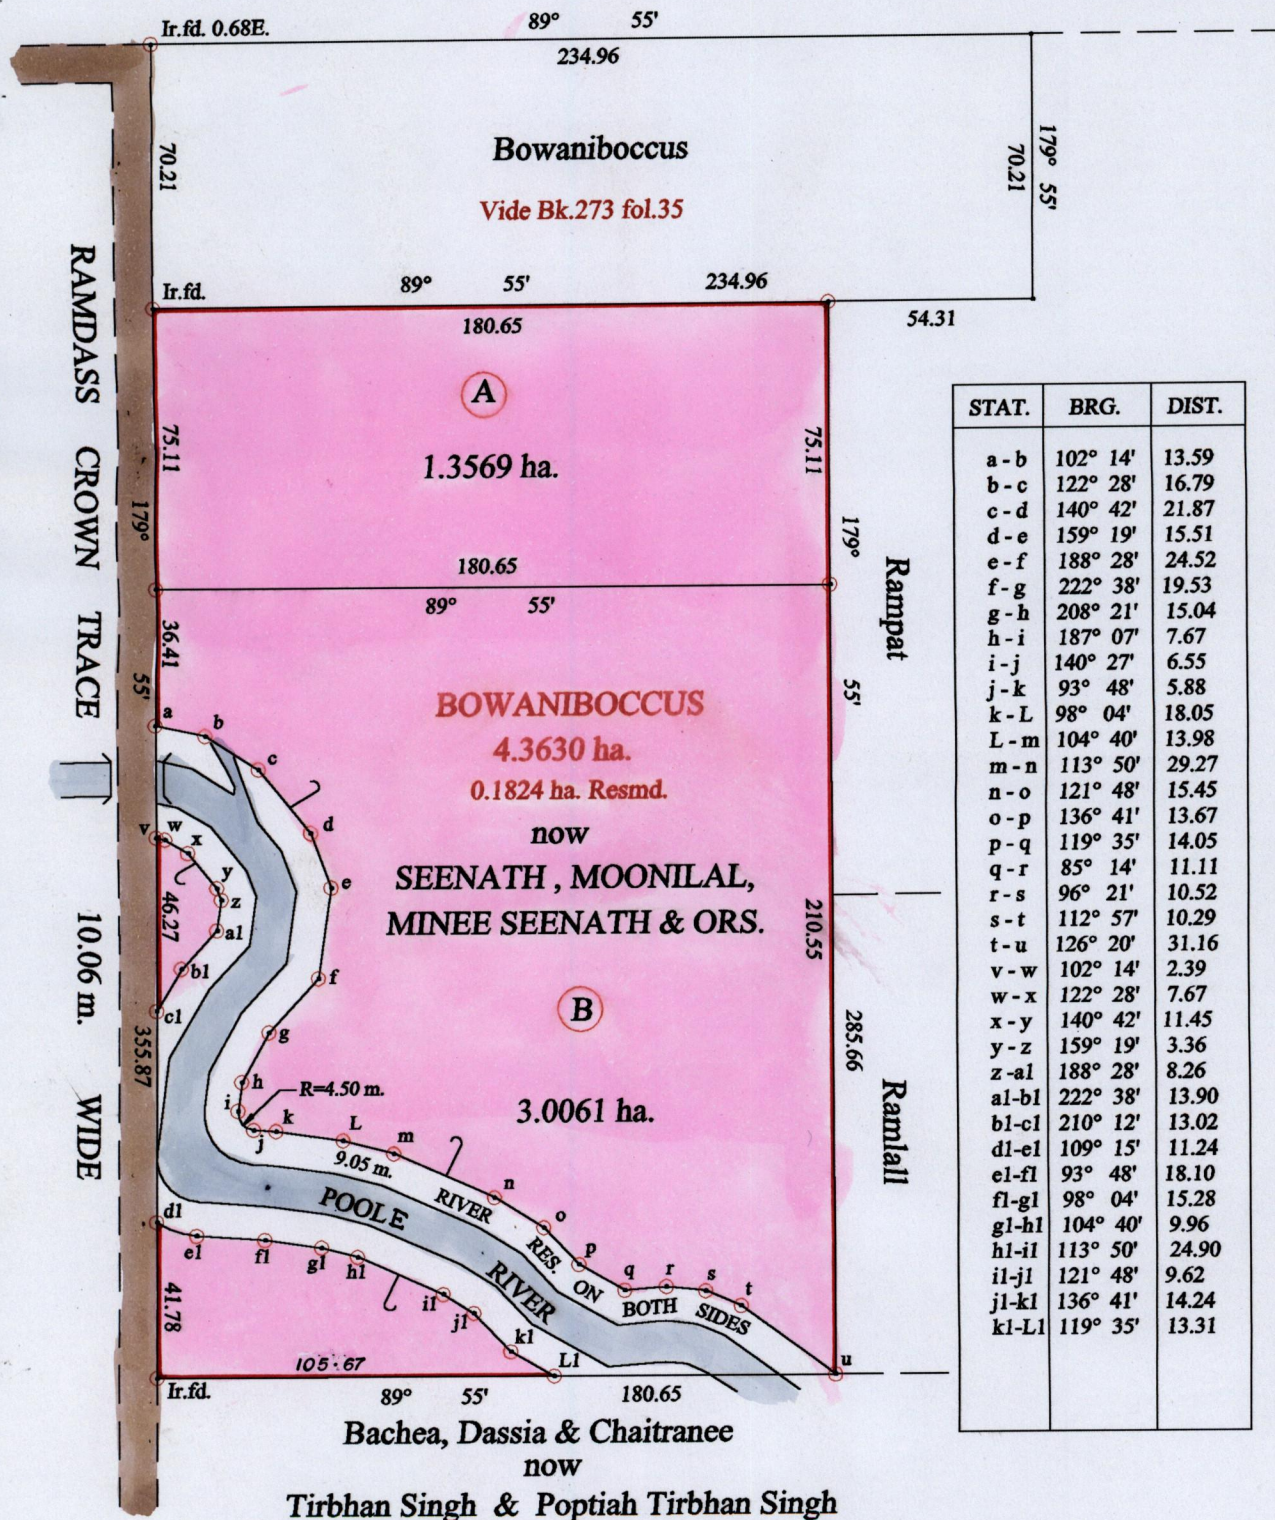 Ir.fd. 0.68E.
89° 55'
234.96
70.21
Bowaniboccus
Vide Bk.273 fol.35
179° 55'
70.21
Ir.fd.
89° 55' 234.96
180.65
54.31
A
1.3569 ha.
75.11
75.11
179° 55'
180.65
89° 55'
36.41
179° 55'
Rampat
RAMDASS CROWN TRACE 10.06 m. WIDE
BOWANIBOCCUS
4.3630 ha.
0.1824 ha. Resmd.
now
SEENATH , MOONILAL,
MINEE SEENATH & ORS.
B
3.0061 ha.
210.55
285.66
Ramlall
a
b
c
d
e
f
g
h
i
j
k
L
m
n
o
p
q
r
s
t
u
v
w
x
y
z
a1
b1
c1
46.27
355.87
R=4.50 m.
9.05 m.
RIVER RES. ON BOTH SIDES
POOLE RIVER
d1
e1
f1
g1
h1
i1
j1
k1
L1
41.78
105.67
Ir.fd.
89° 55' 180.65
Bachea, Dassia & Chaitranee
now
Tirbhan Singh & Poptiah Tirbhan Singh
STAT. BRG. DIST.
a - b 102° 14' 13.59
b - c 122° 28' 16.79
c - d 140° 42' 21.87
d - e 159° 19' 15.51
e - f 188° 28' 24.52
f - g 222° 38' 19.53
g - h 208° 21' 15.04
h - i 187° 07' 7.67
i - j 140° 27' 6.55
j - k 93° 48' 5.88
k - L 98° 04' 18.05
L - m 104° 40' 13.98
m - n 113° 50' 29.27
n - o 121° 48' 15.45
o - p 136° 41' 13.67
p - q 119° 35' 14.05
q - r 85° 14' 11.11
r - s 96° 21' 10.52
s - t 112° 57' 10.29
t - u 126° 20' 31.16
v - w 102° 14' 2.39
w - x 122° 28' 7.67
x - y 140° 42' 11.45
y - z 159° 19' 3.36
z -a1 188° 28' 8.26
a1-b1 222° 38' 13.90
b1-c1 210° 12' 13.02
d1-e1 109° 15' 11.24
e1-f1 93° 48' 18.10
f1-g1 98° 04' 15.28
g1-h1 104° 40' 9.96
h1-i1 113° 50' 24.90
i1-j1 121° 48' 9.62
j1-k1 136° 41' 14.24
k1-L1 119° 35' 13.31